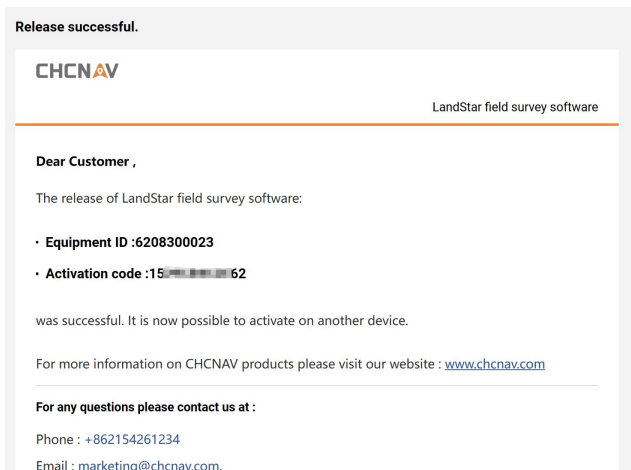 Release successful.
CHCNAV
LandStar field survey software
Dear Customer ,
The release of LandStar field survey software:
· Equipment ID :6208300023
· Activation code :15 62
was successful. It is now possible to activate on another device.
For more information on CHCNAV products please visit our website : www.chcnav.com
For any questions please contact us at :
Phone : +862154261234
Email : marketing@chcnav.com.